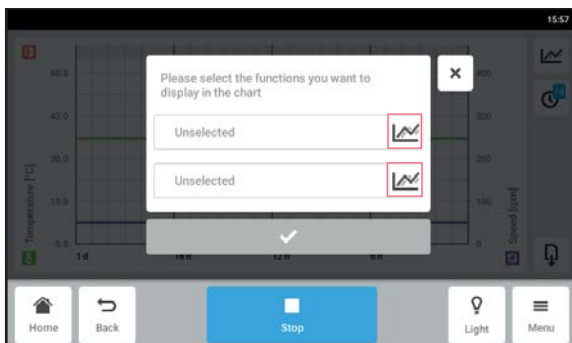 15:57
Please select the functions you want to
display in the chart
Unselected
Unselected
60.0
45.0
30.0
15.0
-5.0
Temperature [°C]
400
300
200
100
0
Speed [rpm]
1 d
18 h
12 h
6 h
Home
Back
Stop
Light
Menu